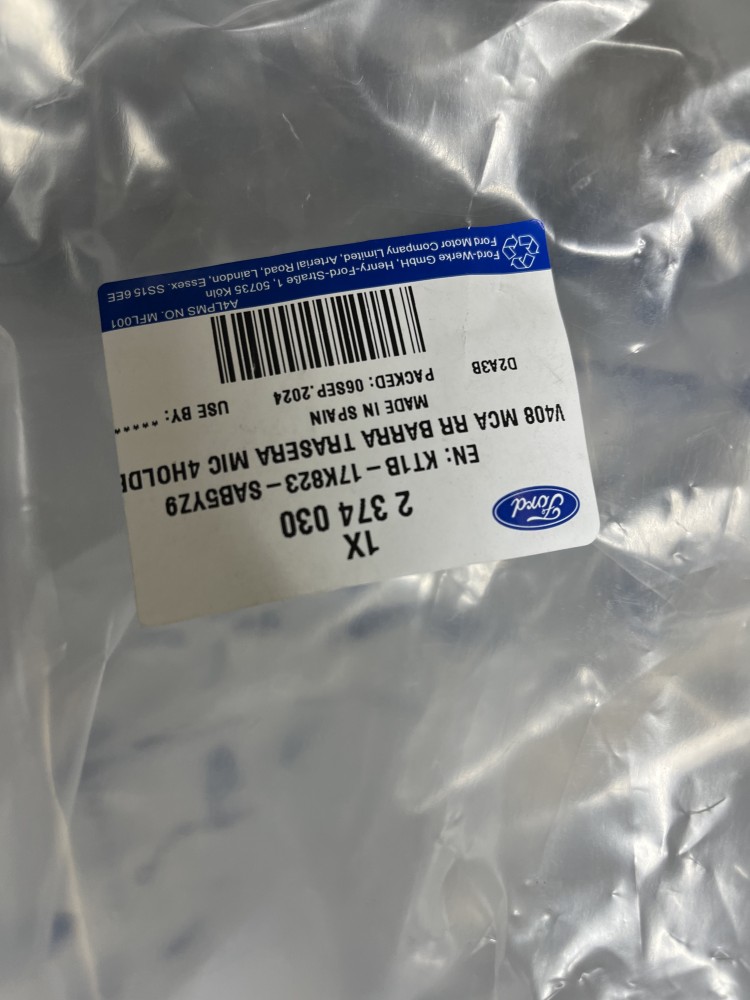 Ford
1X
2 374 030
EN: KT1B-17K823-SAB5YZ9
V408 MCA RR BARRA TRASERA MIC 4HOLDE
MADE IN SPAIN
D2A3B
PACKED: 06SEP.2024
USE BY: *****
A4LPMS NO. MFL001
Ford-Werke GmbH, Henry-Ford-Straße 1, 50735 Köln
Ford Motor Company Limited, Arterial Road, Laindon, Essex. SS15 6EE